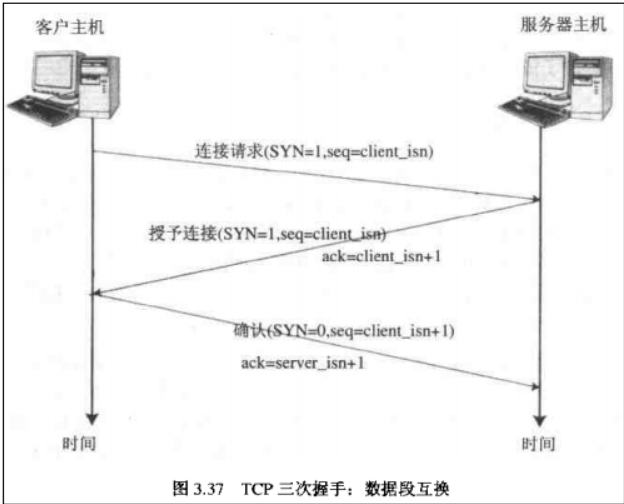 客户主机
服务器主机
连接请求(SYN=1,seq=client_isn)
授予连接(SYN=1,seq=client_isn)
ack=client_isn+1
确认(SYN=0,seq=client_isn+1)
ack=server_isn+1
时间
时间
图 3.37 TCP 三次握手：数据段互换